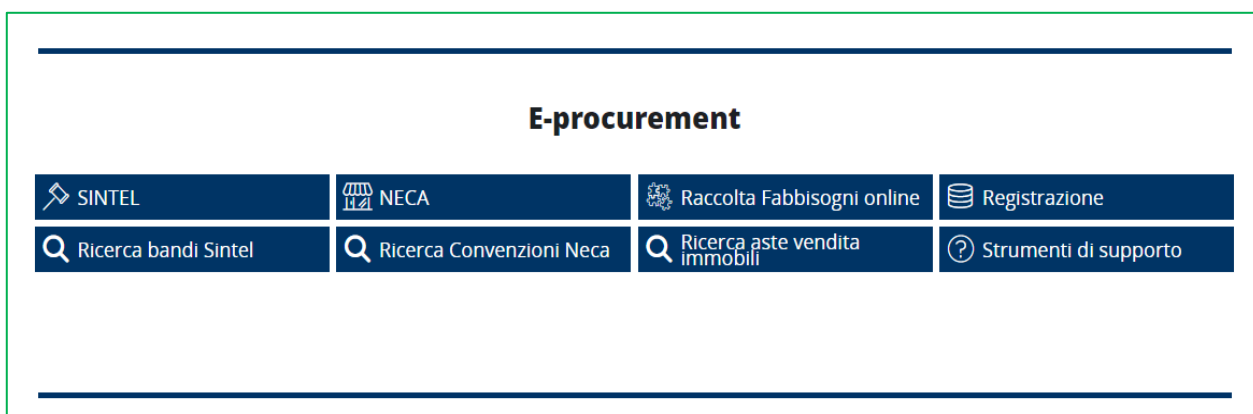 E-procurement
SINTEL
NECA
Raccolta Fabbisogni online
Registrazione
Ricerca bandi Sintel
Ricerca Convenzioni Neca
Ricerca aste vendita
immobili
Strumenti di supporto